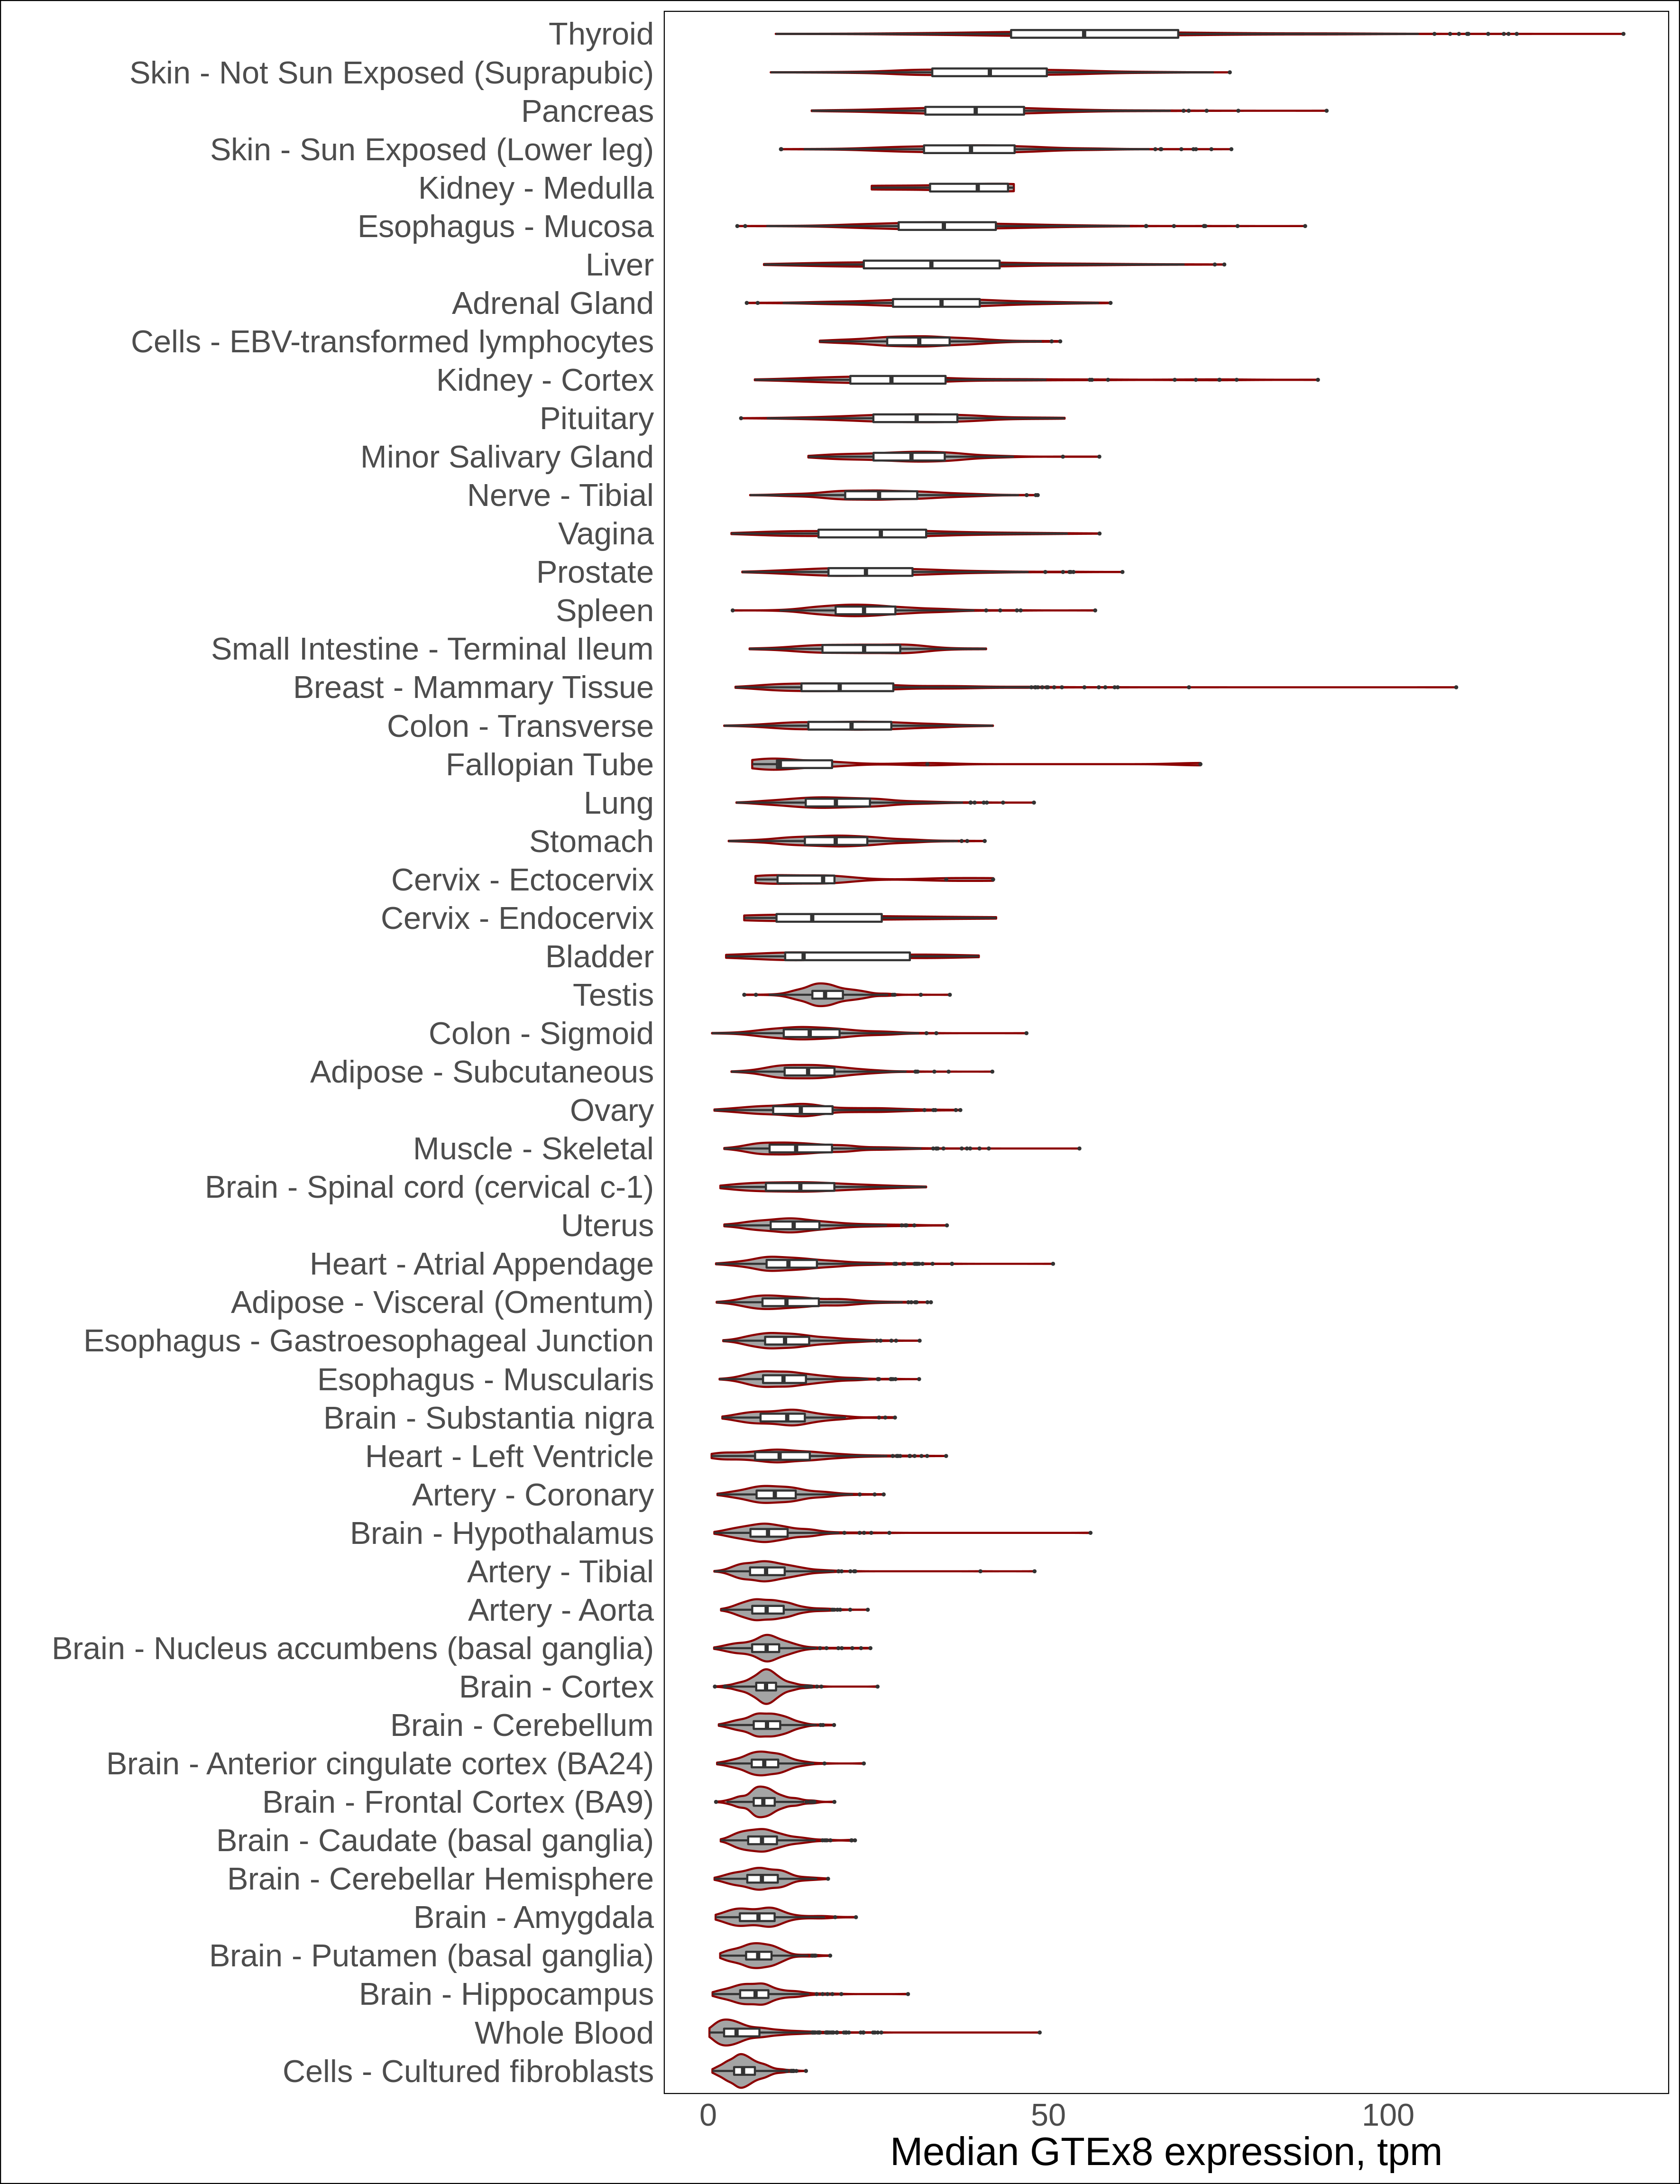 Thyroid
Skin - Not Sun Exposed (Suprapubic)
Pancreas
Skin - Sun Exposed (Lower leg)
Kidney - Medulla
Esophagus - Mucosa
Liver
Adrenal Gland
Cells - EBV-transformed lymphocytes
Kidney - Cortex
Pituitary
Minor Salivary Gland
Nerve - Tibial
Vagina
Prostate
Spleen
Small Intestine - Terminal Ileum
Breast - Mammary Tissue
Colon - Transverse
Fallopian Tube
Lung
Stomach
Cervix - Ectocervix
Cervix - Endocervix
Bladder
Testis
Colon - Sigmoid
Adipose - Subcutaneous
Ovary
Muscle - Skeletal
Brain - Spinal cord (cervical c-1)
Uterus
Heart - Atrial Appendage
Adipose - Visceral (Omentum)
Esophagus - Gastroesophageal Junction
Esophagus - Muscularis
Brain - Substantia nigra
Heart - Left Ventricle
Artery - Coronary
Brain - Hypothalamus
Artery - Tibial
Artery - Aorta
Brain - Nucleus accumbens (basal ganglia)
Brain - Cortex
Brain - Cerebellum
Brain - Anterior cingulate cortex (BA24)
Brain - Frontal Cortex (BA9)
Brain - Caudate (basal ganglia)
Brain - Cerebellar Hemisphere
Brain - Amygdala
Brain - Putamen (basal ganglia)
Brain - Hippocampus
Whole Blood
Cells - Cultured fibroblasts
0 50 100
Median GTEx8 expression, tpm